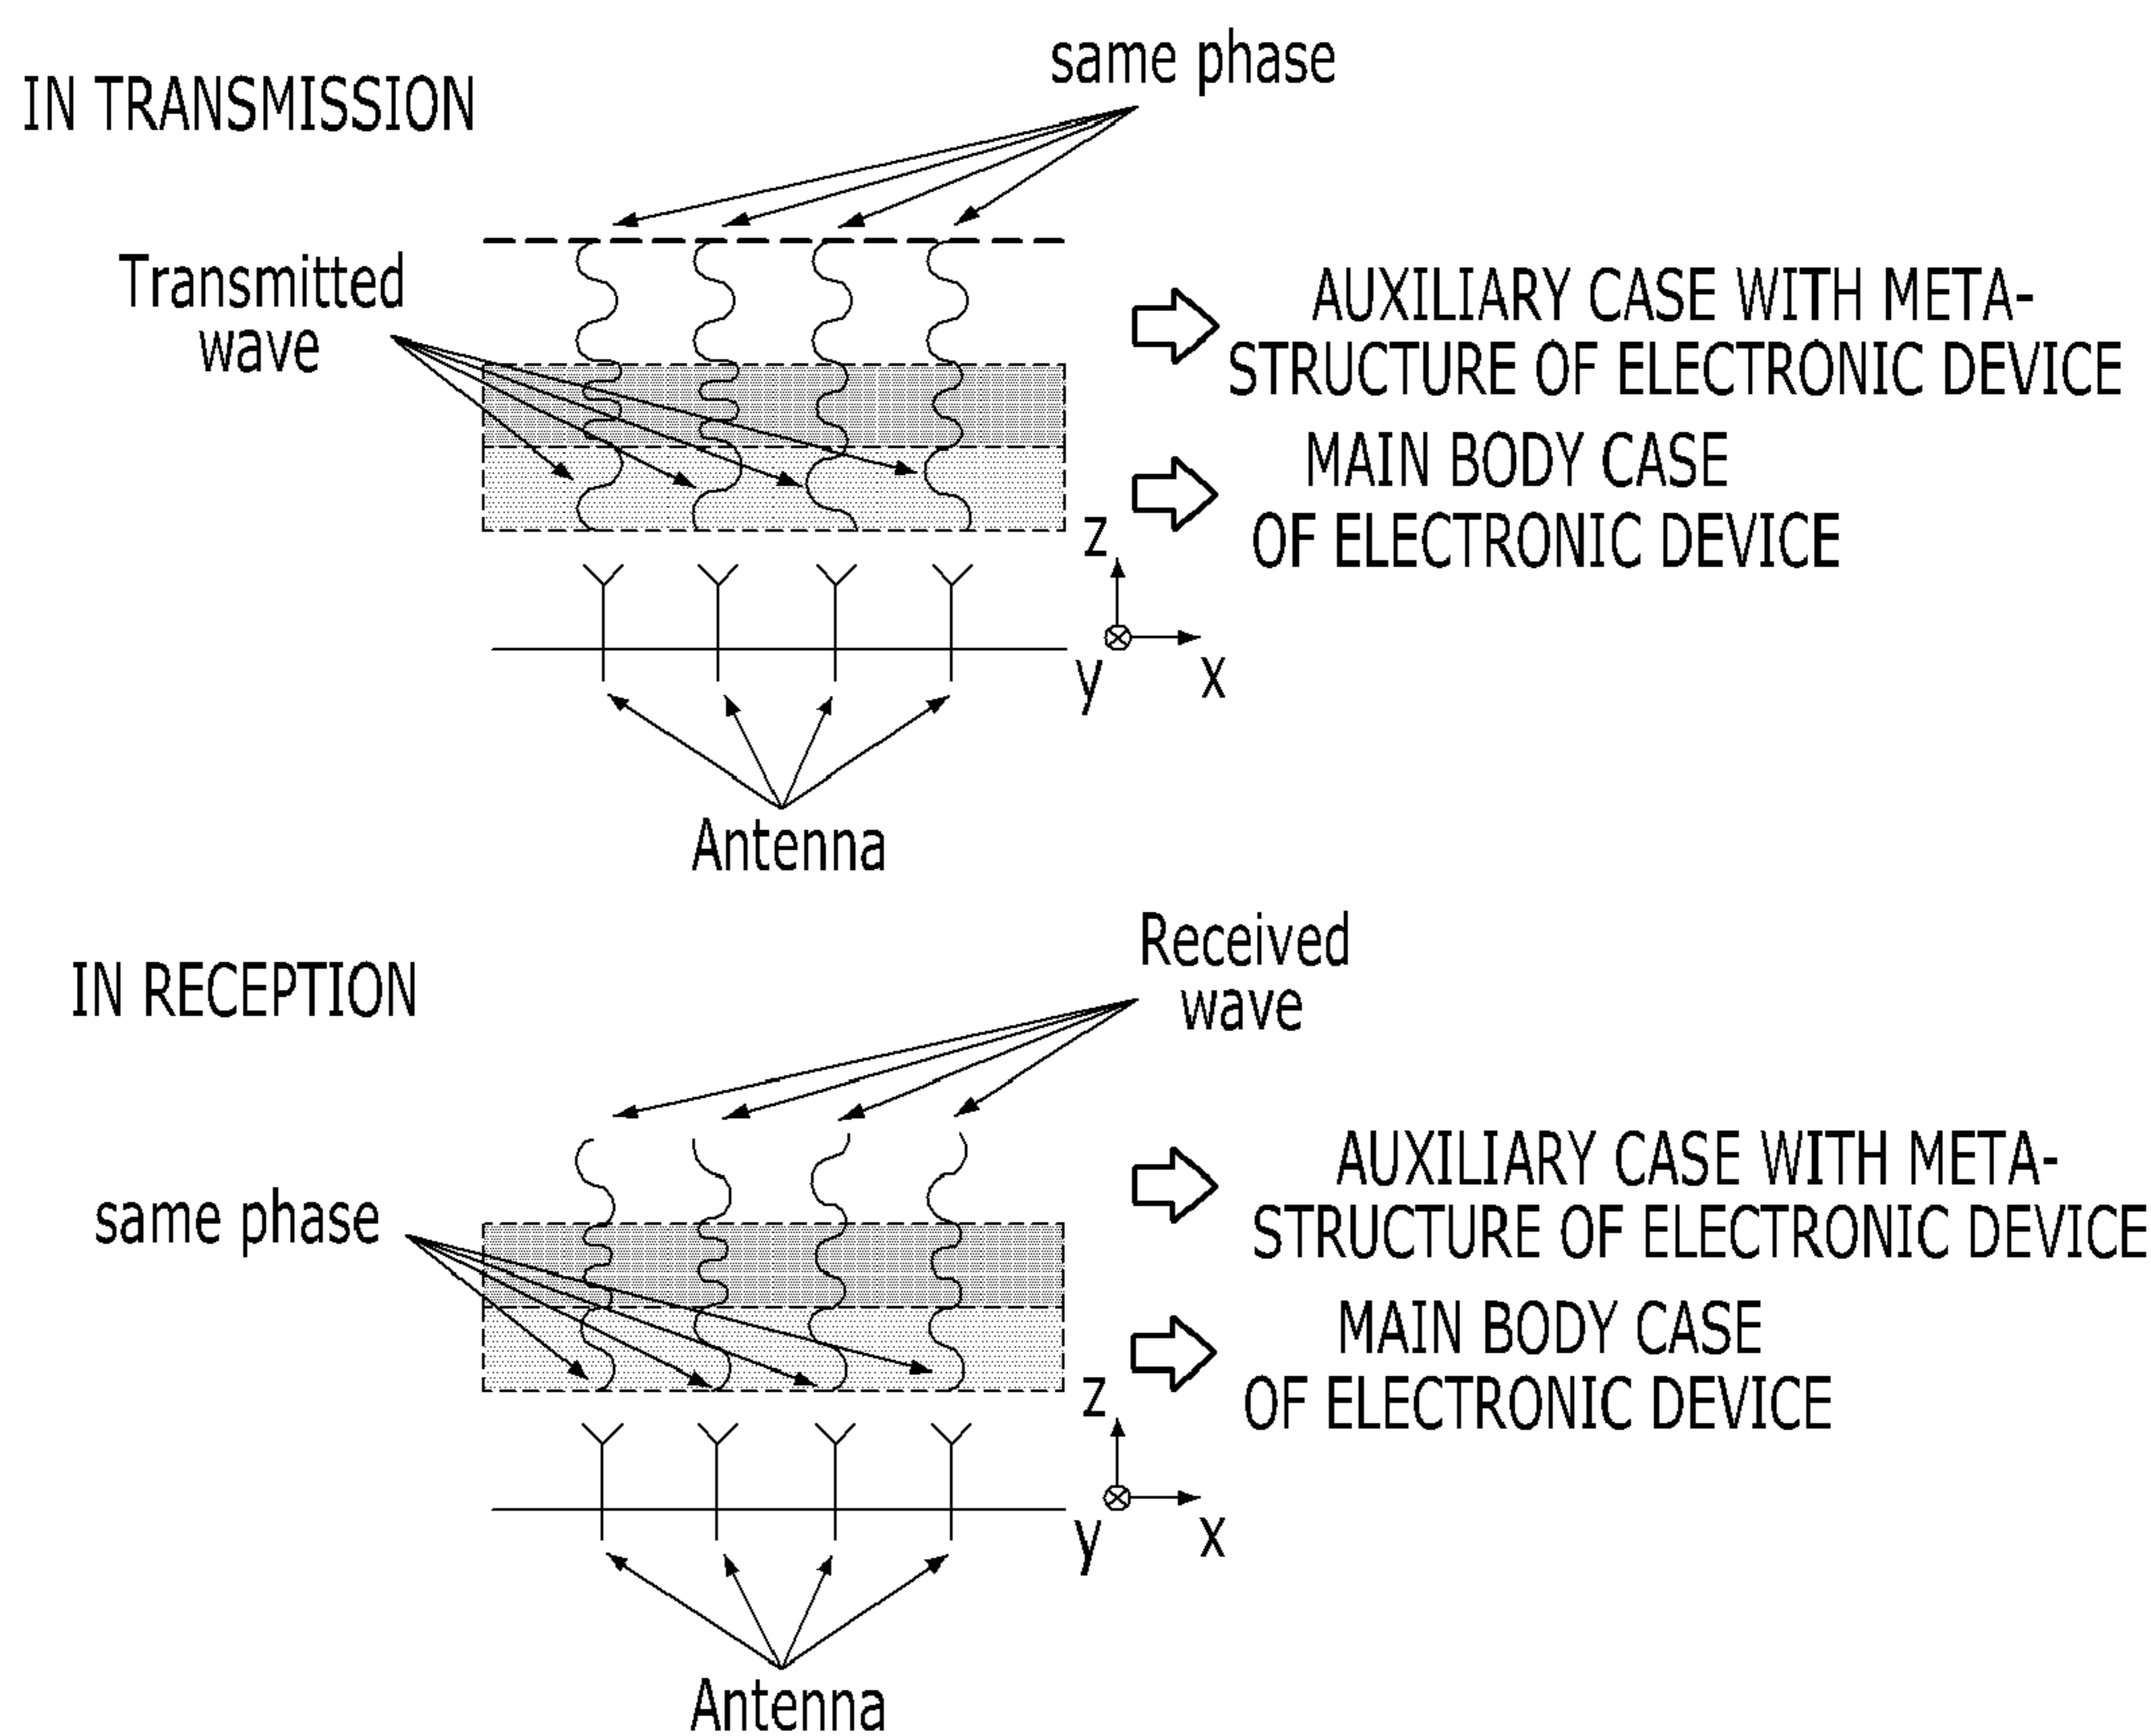 same phase
IN TRANSMISSION
Transmitted
wave
AUXILIARY CASE WITH META-
STRUCTURE OF ELECTRONIC DEVICE
MAIN BODY CASE
OF ELECTRONIC DEVICE
z
y
x
Antenna
Received
wave
IN RECEPTION
same phase
AUXILIARY CASE WITH META-
STRUCTURE OF ELECTRONIC DEVICE
MAIN BODY CASE
OF ELECTRONIC DEVICE
z
y
x
Antenna